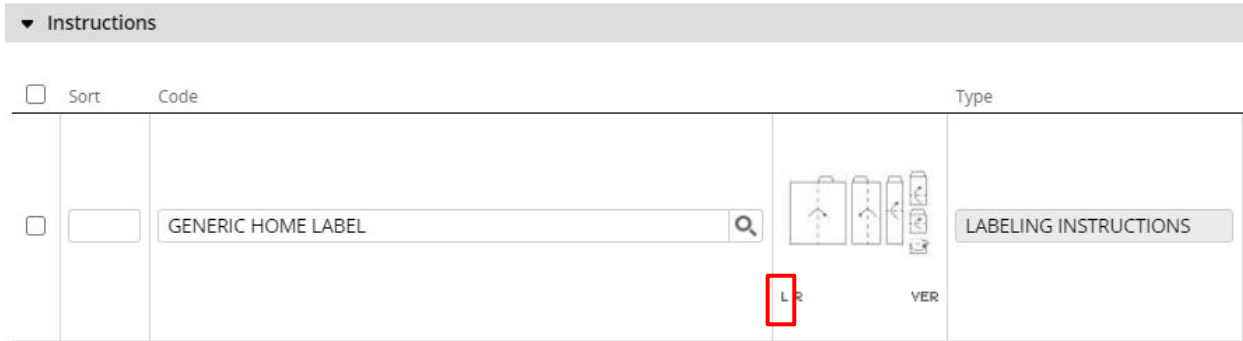 Instructions
Sort Code Type
GENERIC HOME LABEL LABELING INSTRUCTIONS
L R VER